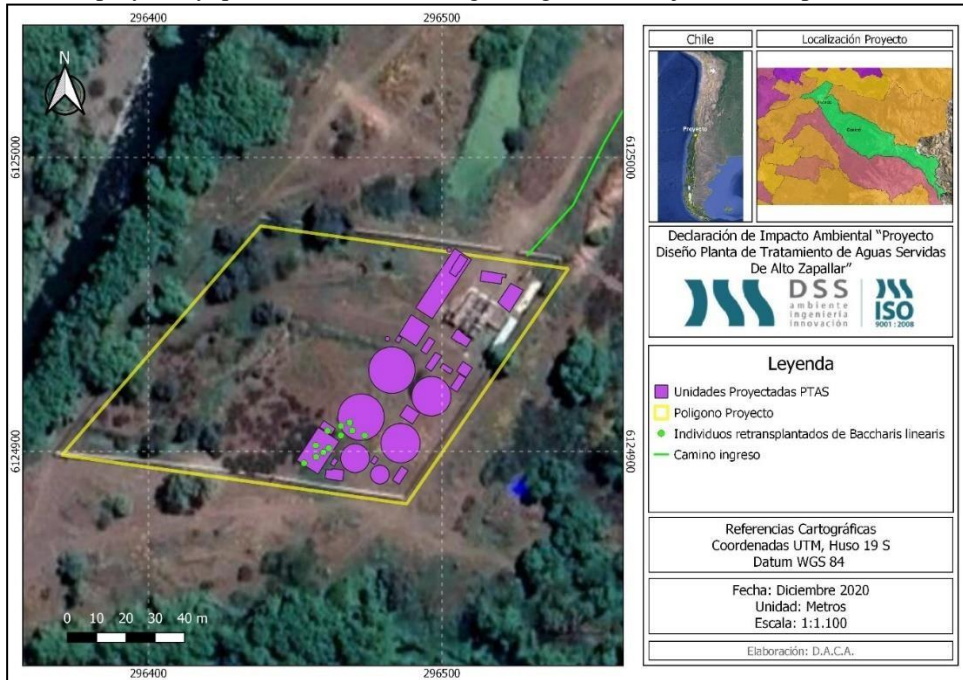 296400
296500
N
6125000
6125000
6124900
6124900
0 10 20 30 40 m
296400
296500
Chile
Proyecto
Localización Proyecto
Declaración de Impacto Ambiental "Proyecto
Diseño Planta de Tratamiento de Aguas Servidas
De Alto Zapallar"
DSS
ambiente
ingeniería
innovación
ISO
9001:2008
Leyenda
Unidades Proyectadas PTAS
Poligono Proyecto
Individuos retransplantados de Baccharis linearis
Camino ingreso
Referencias Cartográficas
Coordenadas UTM, Huso 19 S
Datum WGS 84
Fecha: Diciembre 2020
Unidad: Metros
Escala: 1:1.100
Elaboración: D.A.C.A.